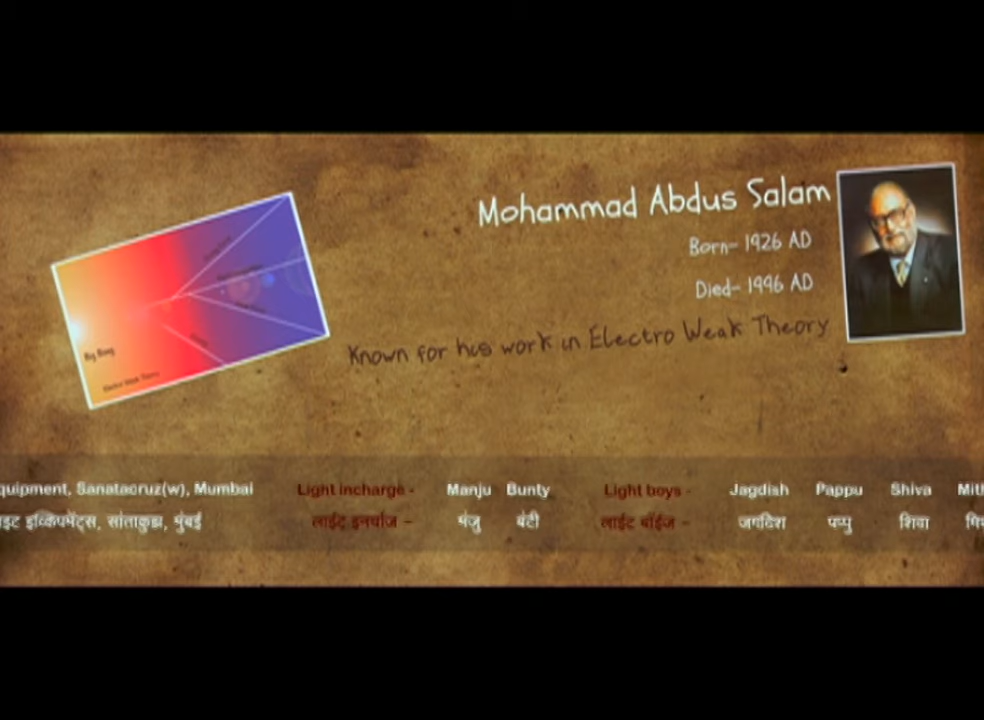 Mohammad Abdus Salam
Born- 1926 AD
Died- 1996 AD
Known for his work in Electro Weak Theory
Big Bang
quipment, Sanatacruz(w), Mumbai Light incharge - Manju Bunty Light boys - Jagdish Pappu Shiva Mith
इट इक्विपमेंट्स, सांताकुझ, मुंबई लाईट इनचार्ज - मंजु बंटी लाईट बॉईज - जगदिश पप्पु शिवा मि